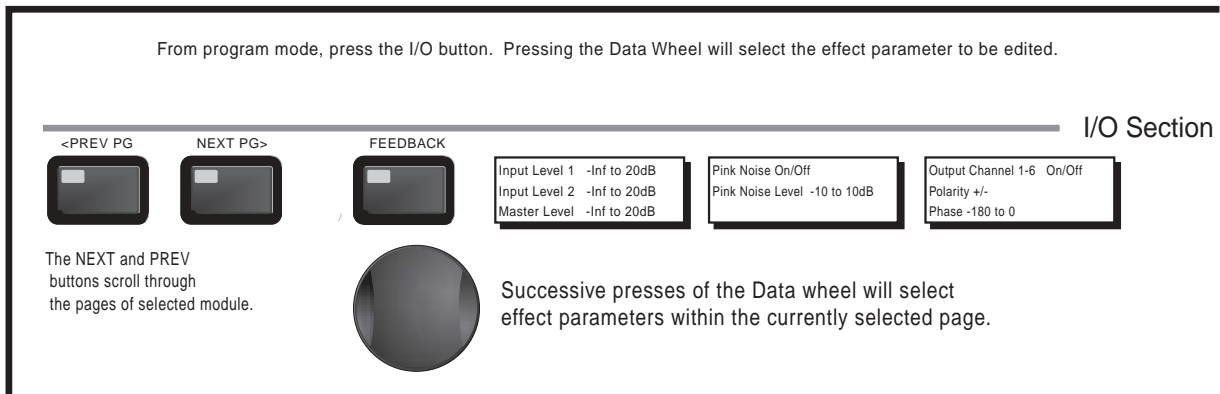 From program mode, press the I/O button. Pressing the Data Wheel will select the effect parameter to be edited.
I/O Section
<PREV PG
NEXT PG>
FEEDBACK
/
Input Level 1 -Inf to 20dB
Input Level 2 -Inf to 20dB
Master Level -Inf to 20dB
Pink Noise On/Off
Pink Noise Level -10 to 10dB
Output Channel 1-6 On/Off
Polarity +/-
Phase -180 to 0
The NEXT and PREV
buttons scroll through
the pages of selected module.
Successive presses of the Data wheel will select
effect parameters within the currently selected page.